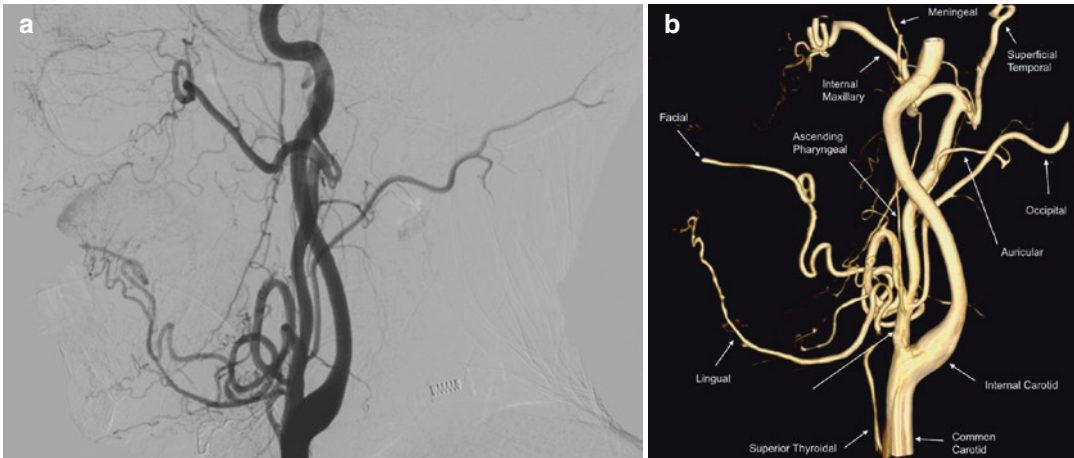 a
b
Meningeal
Superficial
Temporal
Internal
Maxillary
Facial
Ascending
Pharyngeal
Occipital
Auricular
Lingual
Internal Carotid
Superior Thyroidal
Common
Carotid